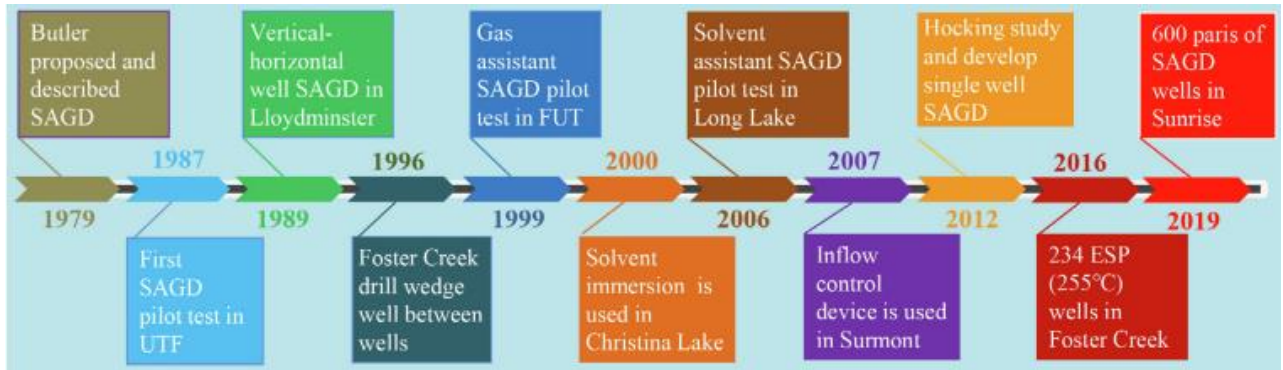 Butler
proposed and
described
SAGD
Vertical-
horizontal
well SAGD in
Lloydminster
Gas
assistant
SAGD pilot
test in FUT
Solvent
assistant SAGD
pilot test in
Long Lake
Hocking study
and develop
single well
SAGD
600 paris of
SAGD
wells in
Sunrise
1987
1996
2000
2007
2016
1979
1989
1999
2006
2012
2019
First
SAGD
pilot test in
UTF
Foster Creek
drill wedge
well between
wells
Solvent
immersion is
used in
Christina Lake
Inflow
control
device is used
in Surmont
234 ESP
(255℃)
wells in
Foster Creek